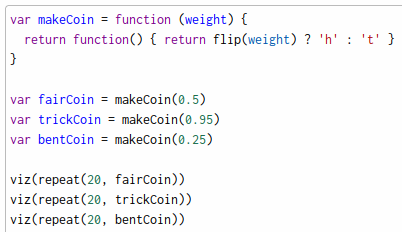 var makeCoin = function (weight) {
  return function() { return flip(weight) ? 'h' : 't' }
}

var fairCoin = makeCoin(0.5)
var trickCoin = makeCoin(0.95)
var bentCoin = makeCoin(0.25)

viz(repeat(20, fairCoin))
viz(repeat(20, trickCoin))
viz(repeat(20, bentCoin))